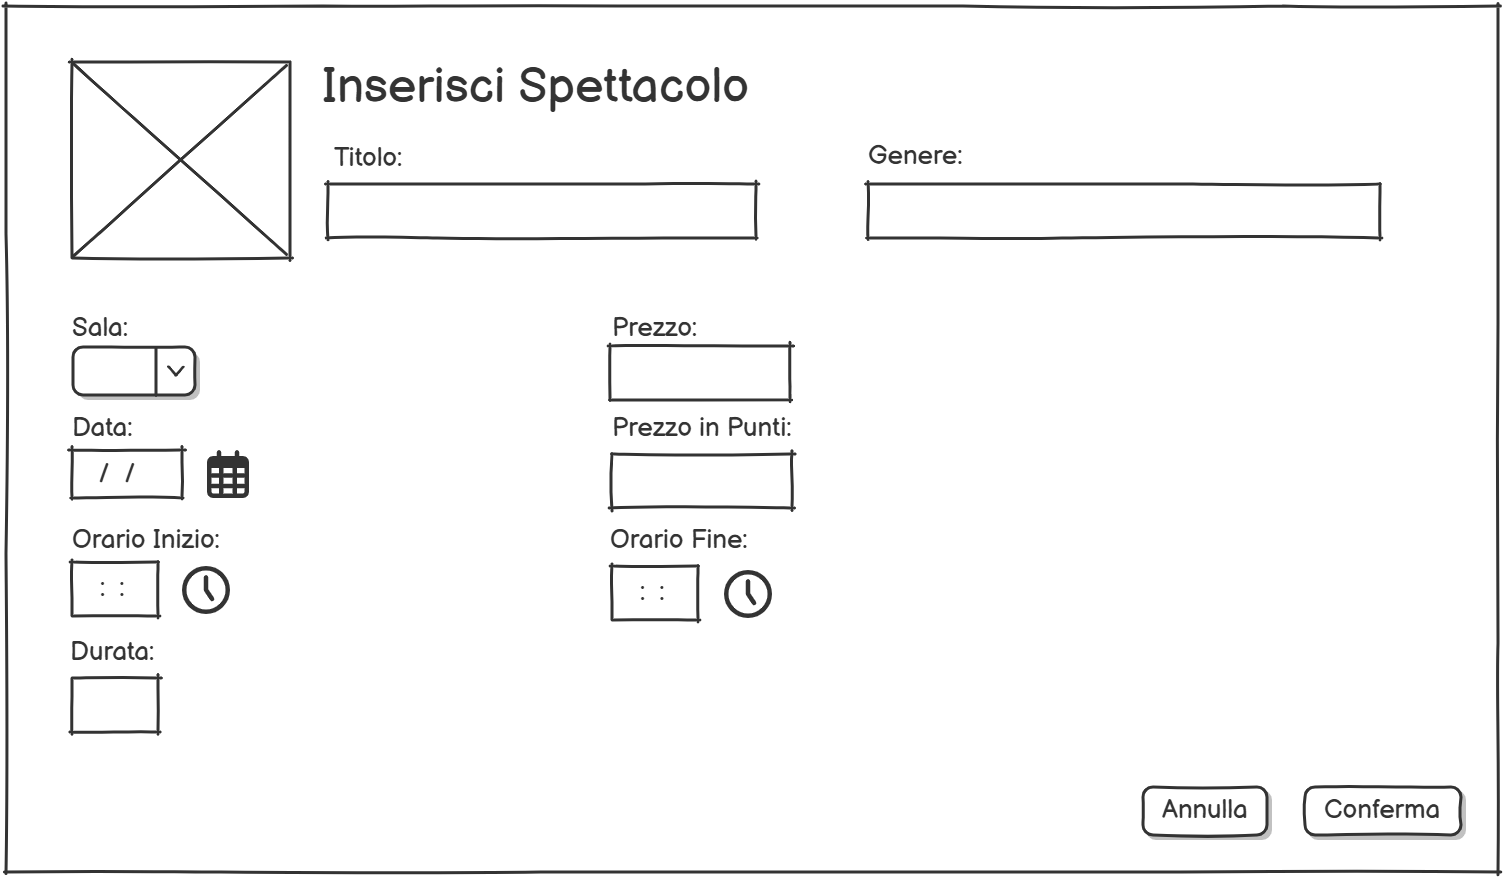 Inserisci Spettacolo
Titolo:
Genere:
Sala:
Prezzo:
Data:
Prezzo in Punti:
/ /
Orario Inizio:
Orario Fine:
: :
: :
Durata:
Annulla
Conferma